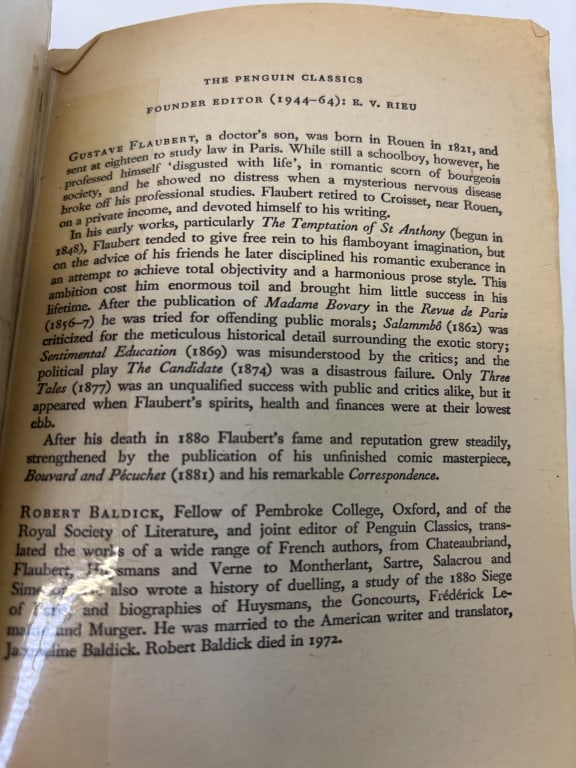 THE PENGUIN CLASSICS
FOUNDER EDITOR (1944–64): E. V. RIEU
GUSTAVE FLAUBERT, a doctor's son, was born in Rouen in 1821, and
sent at eighteen to study law in Paris. While still a schoolboy, however, he
professed himself 'disgusted with life', in romantic scorn of bourgeois
society, and he showed no distress when a mysterious nervous disease
broke off his professional studies. Flaubert retired to Croisset, near Rouen,
on a private income, and devoted himself to his writing.
In his early works, particularly The Temptation of St Anthony (begun in
1848), Flaubert tended to give free rein to his flamboyant imagination, but
on the advice of his friends he later disciplined his romantic exuberance in
an attempt to achieve total objectivity and a harmonious prose style. This
ambition cost him enormous toil and brought him little success in his
lifetime. After the publication of Madame Bovary in the Revue de Paris
(1856–7) he was tried for offending public morals; Salammbô (1862) was
criticized for the meticulous historical detail surrounding the exotic story;
Sentimental Education (1869) was misunderstood by the critics; and the
political play The Candidate (1874) was a disastrous failure. Only Three
Tales (1877) was an unqualified success with public and critics alike, but it
appeared when Flaubert's spirits, health and finances were at their lowest
ebb.
After his death in 1880 Flaubert's fame and reputation grew steadily,
strengthened by the publication of his unfinished comic masterpiece,
Bouvard and Pécuchet (1881) and his remarkable Correspondence.
ROBERT BALDICK, Fellow of Pembroke College, Oxford, and of the
Royal Society of Literature, and joint editor of Penguin Classics, trans-
lated the works of a wide range of French authors, from Chateaubriand,
Flaubert, Huysmans and Verne to Montherlant, Sartre, Salacrou and
also wrote a history of duelling, a study of the 1880 Siege
of and biographies of Huysmans, the Goncourts, Frédérick Le-
and Murger. He was married to the American writer and translator,
Jacqueline Baldick. Robert Baldick died in 1972.